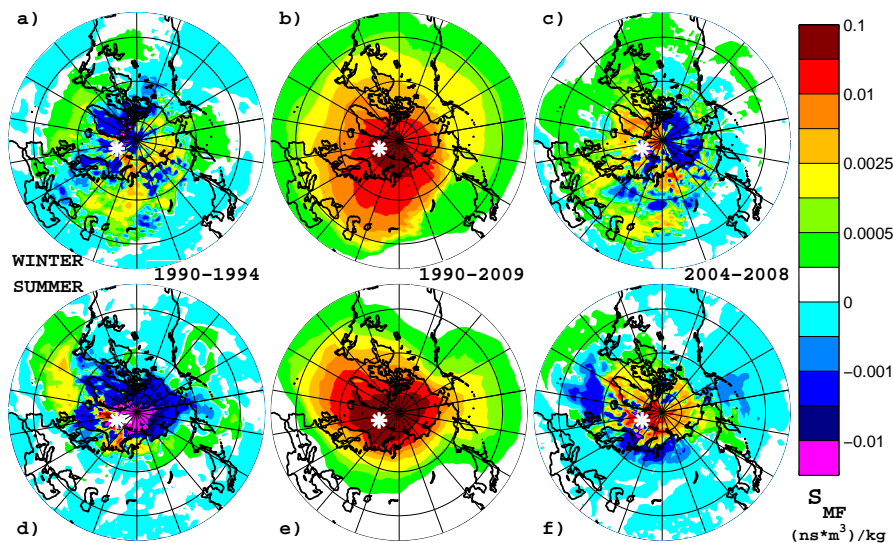 a)
b)
c)
0.1
0.01
0.0025
0.0005
WINTER
1990-1994
1990-2009
2004-2008
SUMMER
0
-0.001
-0.01
S_MF
d)
e)
f)
(ns*m³)/kg